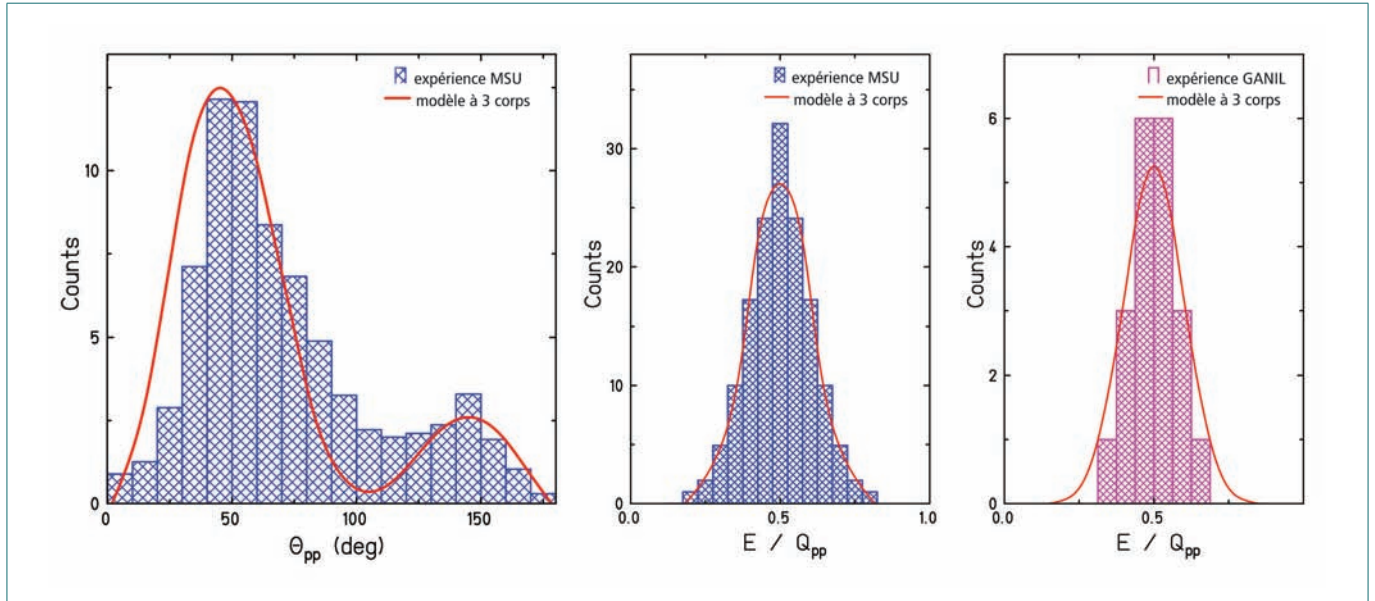 expérience MSU
modèle à 3 corps
10
5
0
Counts
0
50
100
150
Θpp (deg)
expérience MSU
modèle à 3 corps
30
20
10
0
Counts
0.0
0.5
1.0
E / Qpp
expérience GANIL
modèle à 3 corps
6
4
2
0
Counts
0.0
0.5
E / Qpp